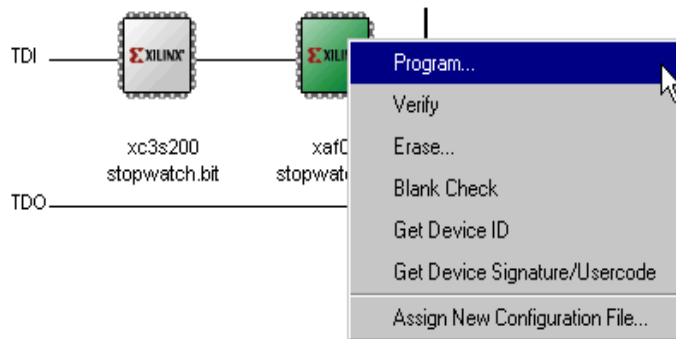 TDI
XILINX
XILI
Program...
Verify
xc3s200
stopwatch.bit
Erase...
Blank Check
TDO
Get Device ID
Get Device Signature/Usercode
Assign New Configuration File...